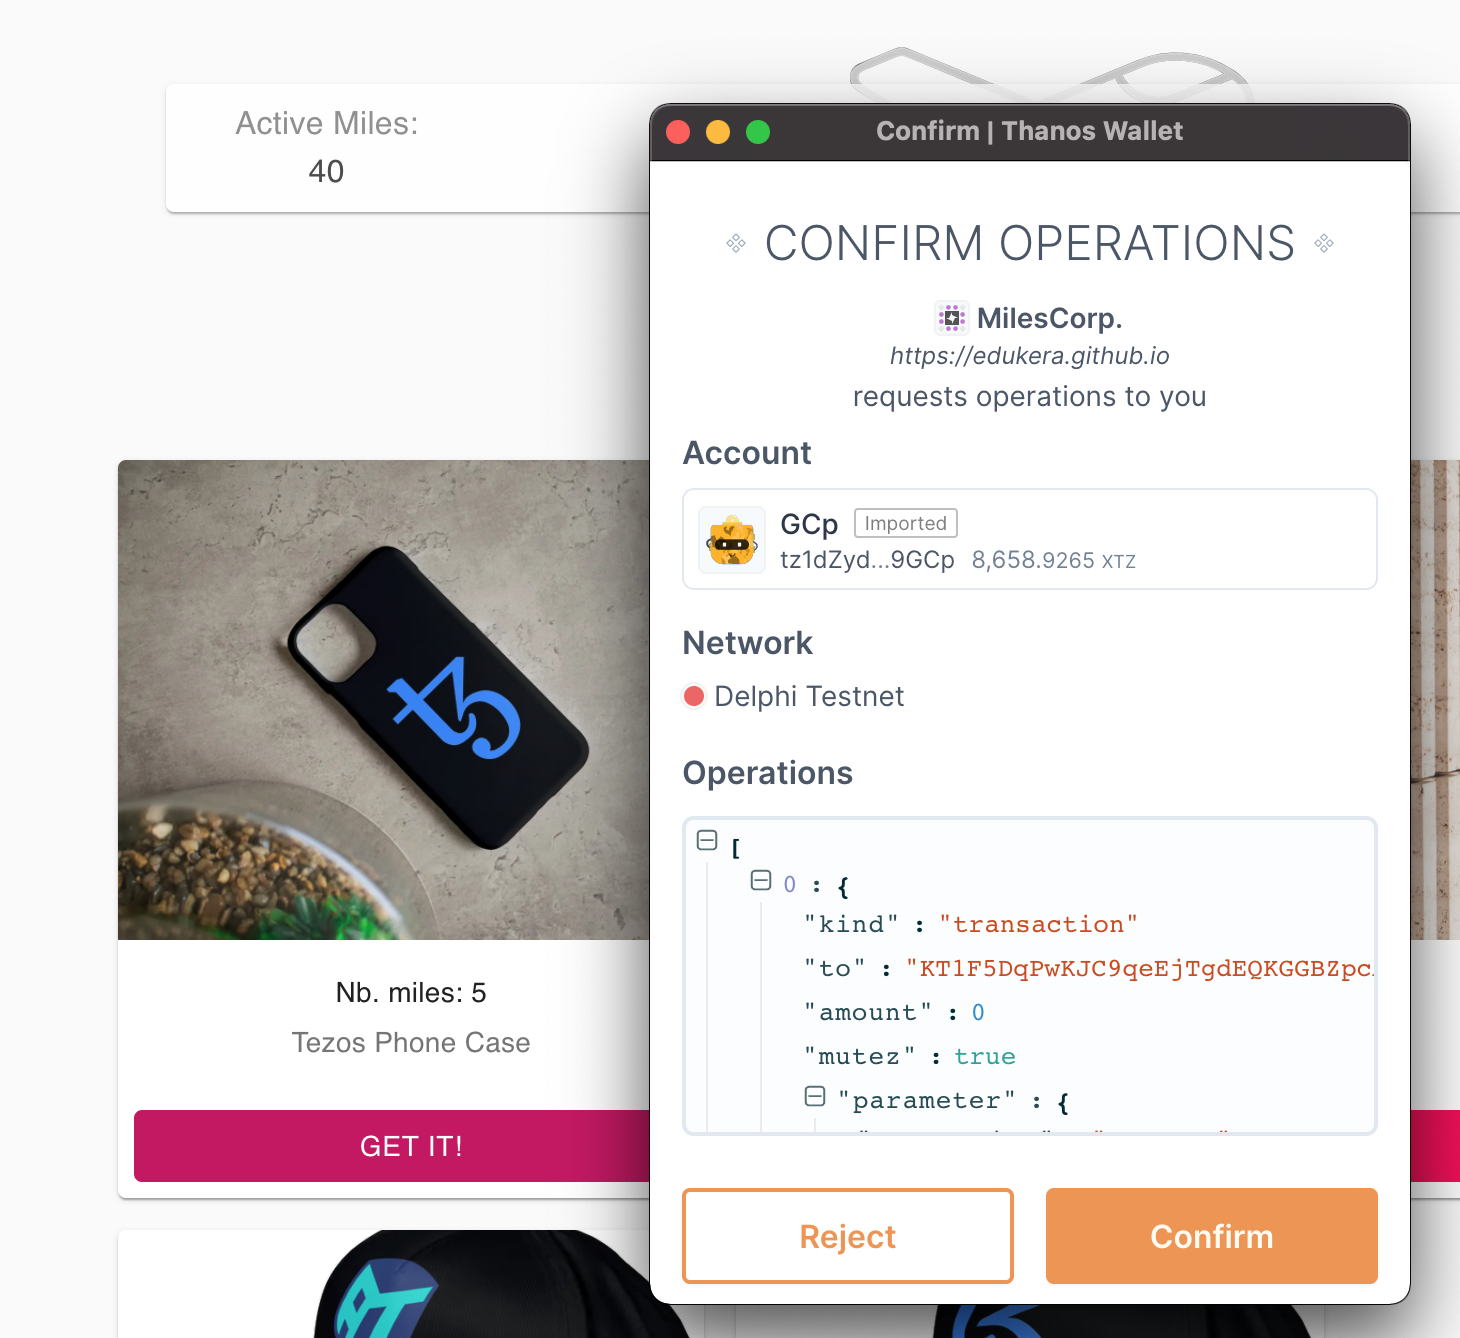 Active Miles:
40
Confirm | Thanos Wallet
CONFIRM OPERATIONS
MilesCorp.
https://edukera.github.io
requests operations to you
Account
GCp Imported
tz1dZyd...9GCp 8,658.9265 XTZ
Network
Delphi Testnet
Operations
[
0 : {
"kind" : "transaction"
"to" : "KT1F5DqPwKJC9qeEjTgdEQKGGBZpc
"amount" : 0
"mutez" : true
"parameter" : {
Reject
Confirm
Nb. miles: 5
Tezos Phone Case
GET IT!